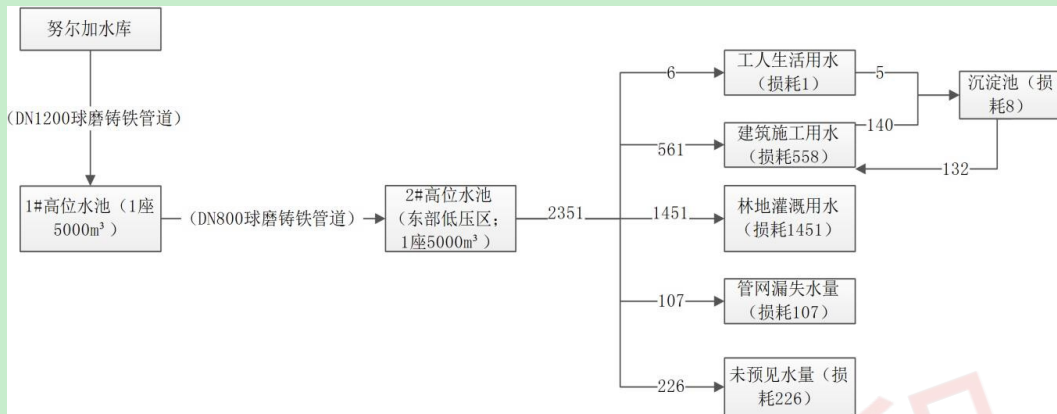 努尔加水库
（DN1200球磨铸铁管道）
1#高位水池（1座
5000m³）
（DN800球磨铸铁管道）
2#高位水池
（东部低压区；
1座5000m³）
2351
6
工人生活用水
（损耗1）
5
沉淀池（损
耗8）
561
建筑施工用水
（损耗558）
140
132
1451
林地灌溉用水
（损耗1451）
107
管网漏失水量
（损耗107）
226
未预见水量（损
耗226）